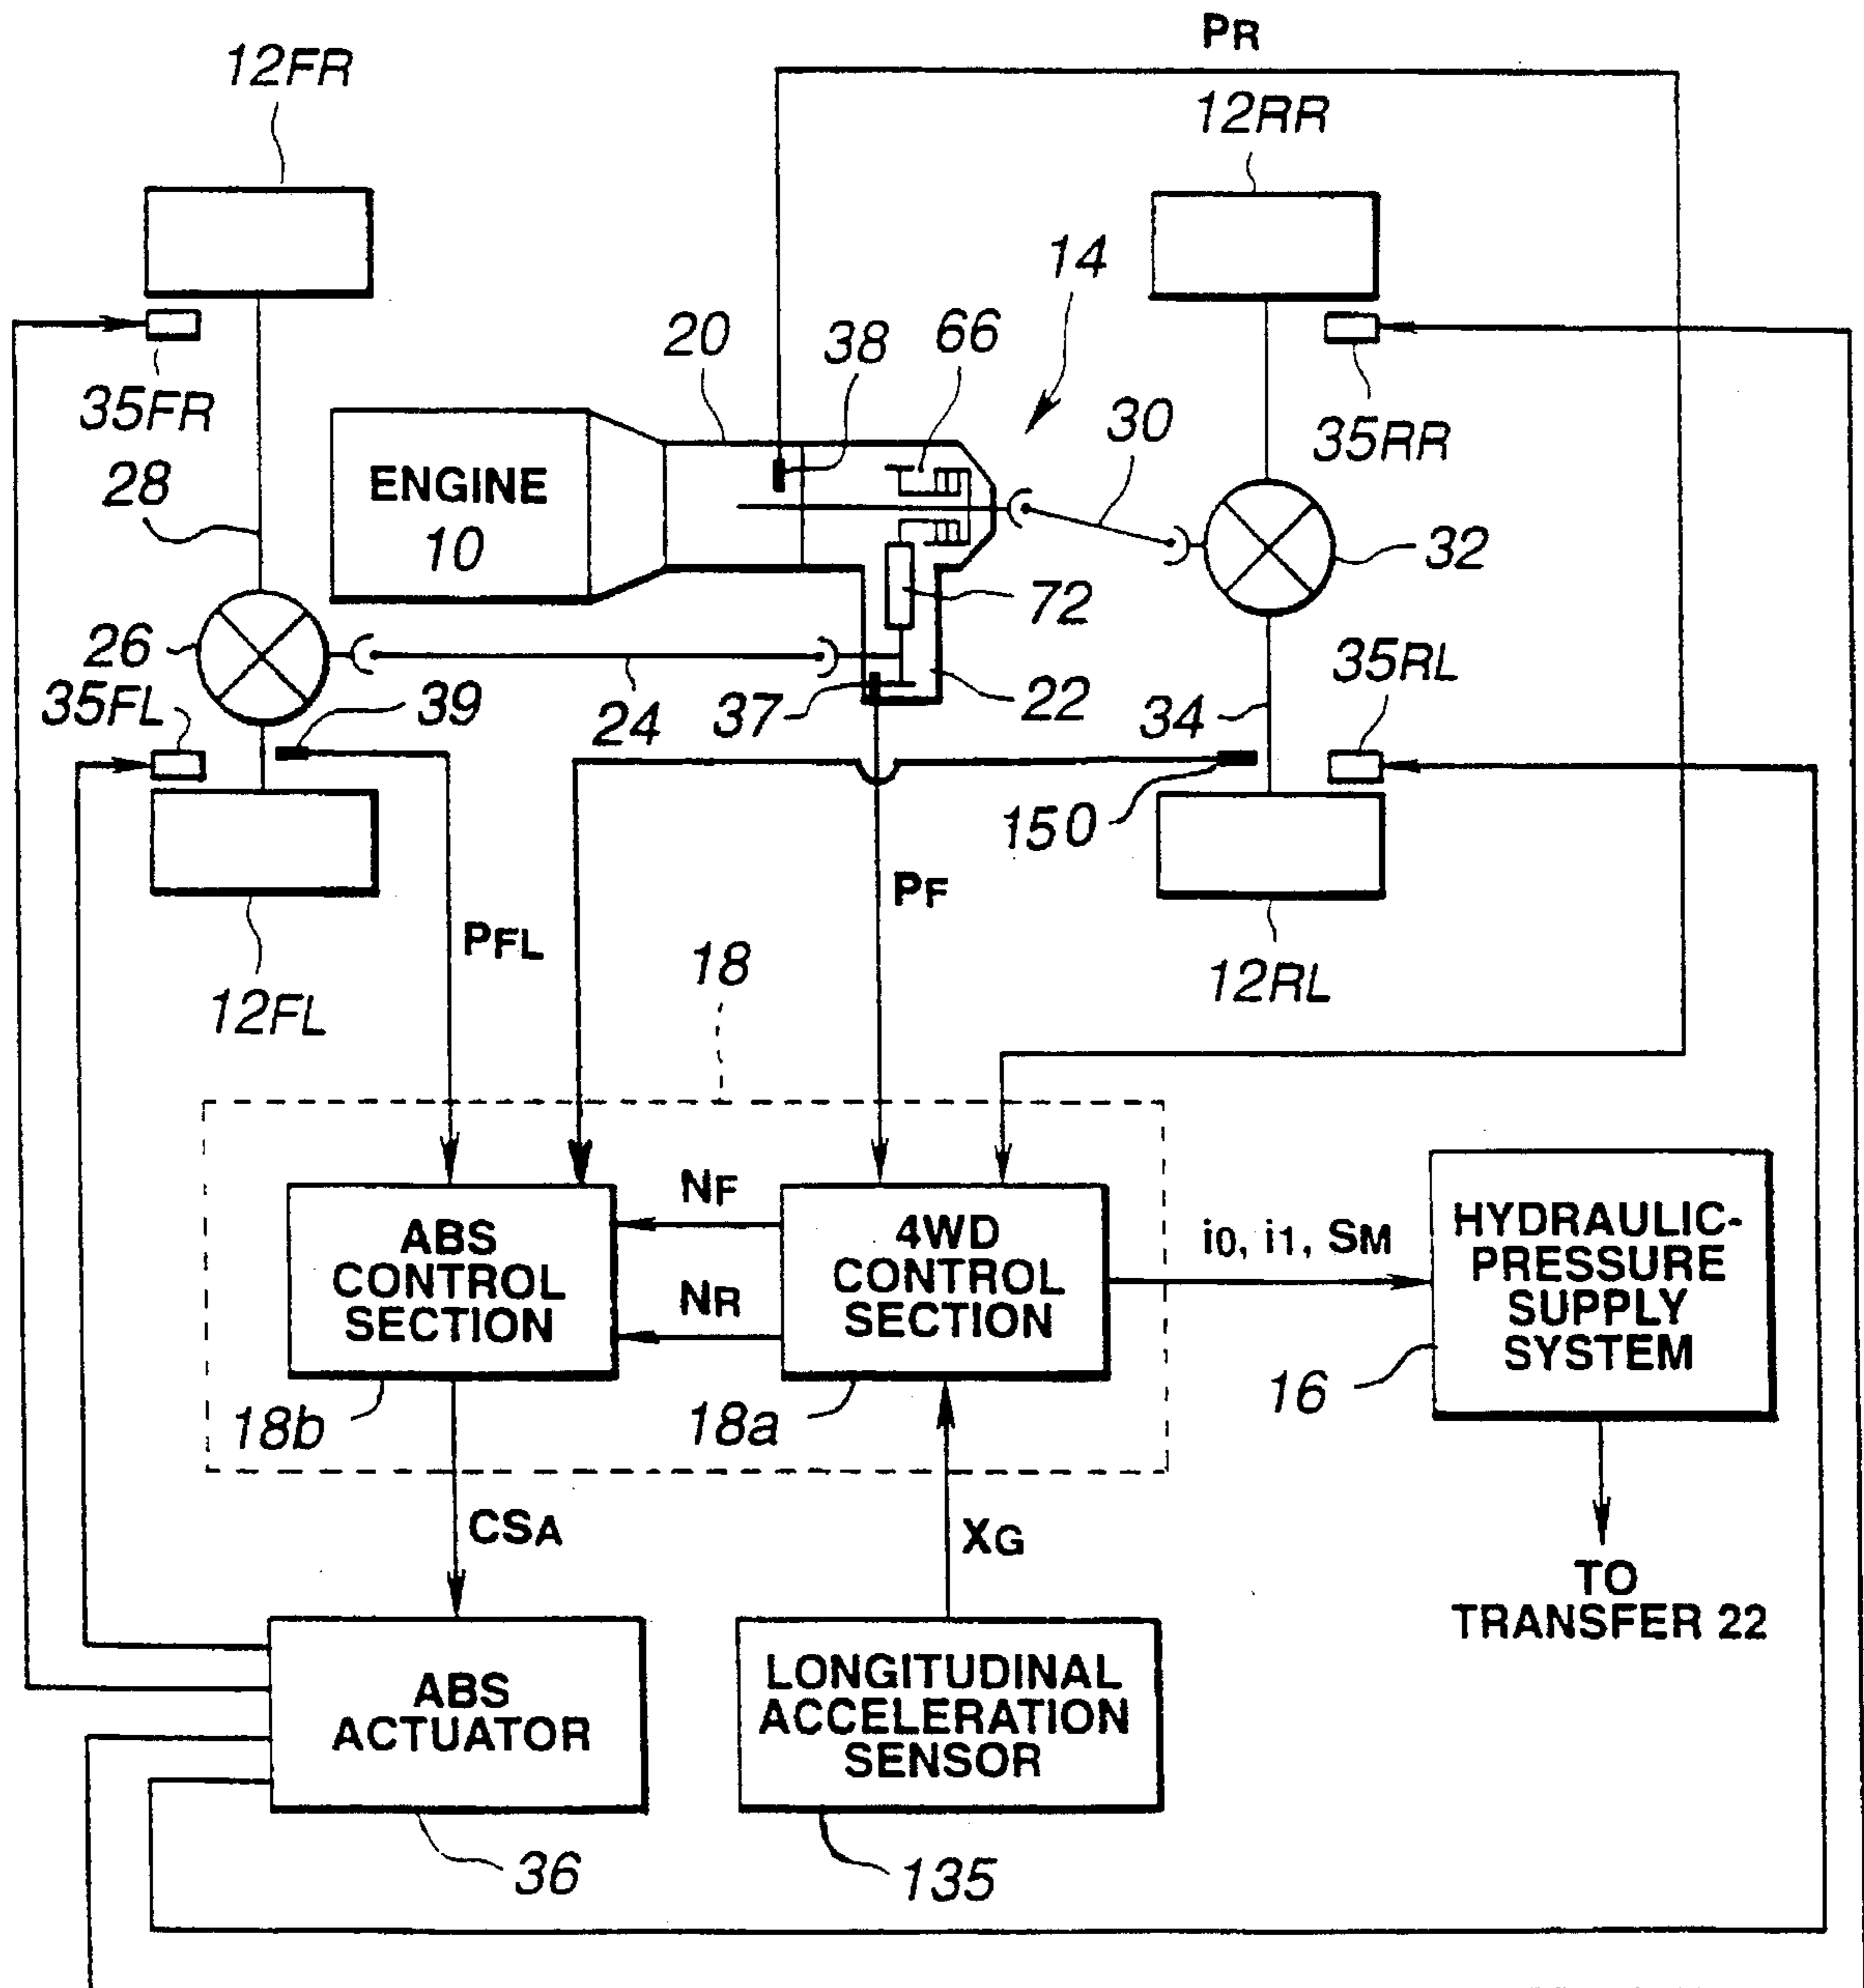 PR
12FR
12RR
14
20
38
66
35FR
30
35RR
28
ENGINE
10
32
72
26
35RL
35FL
39
24
37
22
34
150
PF
PFL
18
12FL
12RL
NF
ABS
CONTROL
SECTION
4WD
CONTROL
SECTION
NR
i0, i1, SM
HYDRAULIC-
PRESSURE
SUPPLY
SYSTEM
18b
18a
16
CSA
XG
TO
TRANSFER 22
ABS
ACTUATOR
LONGITUDINAL
ACCELERATION
SENSOR
36
135